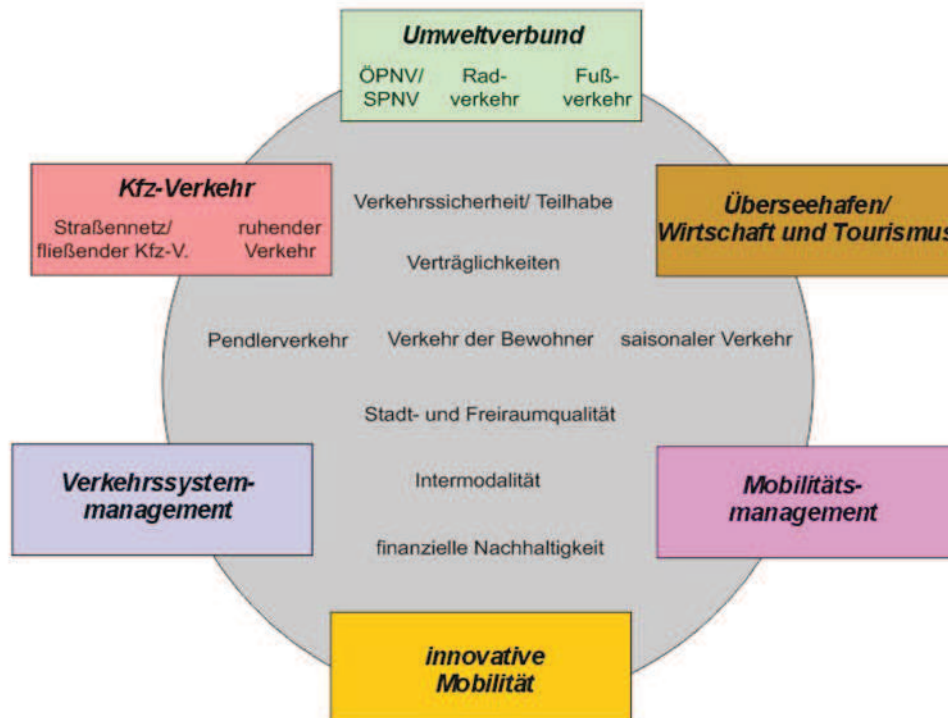 Umweltverbund
ÖPNV/ Rad- Fuß-
SPNV verkehr verkehr
Kfz-Verkehr
Straßennetz/ ruhender
fließender Kfz-V. Verkehr
Überseehafen/
Wirtschaft und Tourismus
Verkehrssicherheit/ Teilhabe
Verträglichkeiten
Pendlerverkehr Verkehr der Bewohner saisonaler Verkehr
Stadt- und Freiraumqualität
Intermodalität
finanzielle Nachhaltigkeit
Verkehrssystem-
management
Mobilitäts-
management
innovative
Mobilität